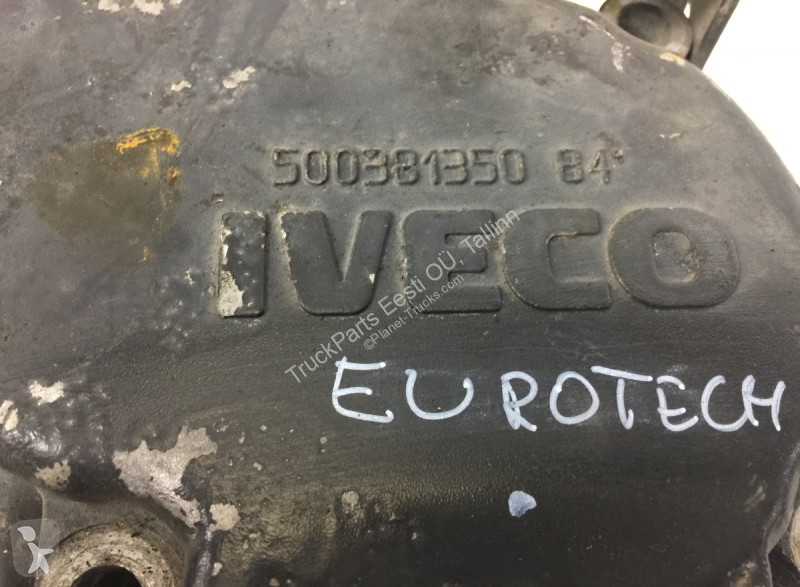 500381350 84*
IVECO
TruckParts Eesti OÜ, Tallinn
©Planet-Trucks.com
EUROTECH